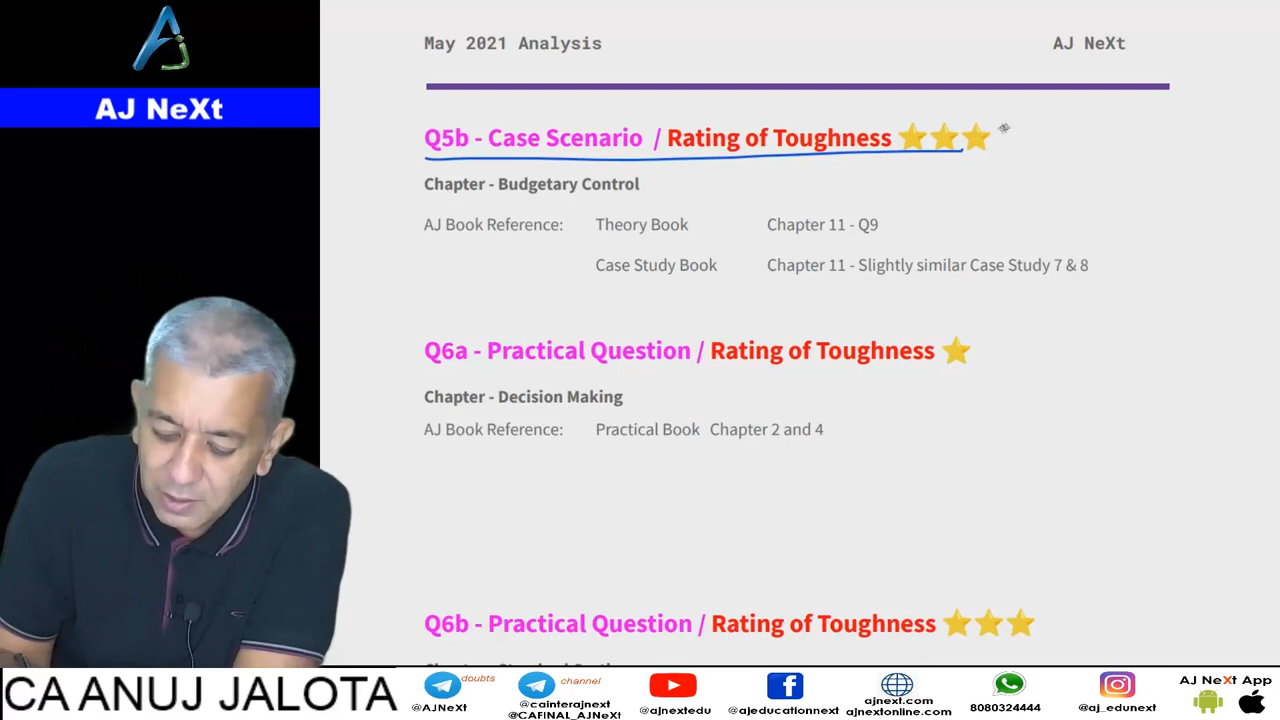 May 2021 Analysis
AJ NeXt
AJ NeXt
Q5b - Case Scenario / Rating of Toughness
Chapter - Budgetary Control
AJ Book Reference: Theory Book Chapter 11 - Q9
Case Study Book Chapter 11 - Slightly similar Case Study 7 & 8
Q6a - Practical Question / Rating of Toughness
Chapter - Decision Making
AJ Book Reference: Practical Book Chapter 2 and 4
Q6b - Practical Question / Rating of Toughness
CA ANUJ JALOTA
doubts
@AJNeXt
channel
@cainterajnext
@CAFINAL_AJNeXt
@ajnextedu
@ajeducationnext
ajnext.com
ajnextonline.com
8080324444
@aj_edunext
AJ NeXt App